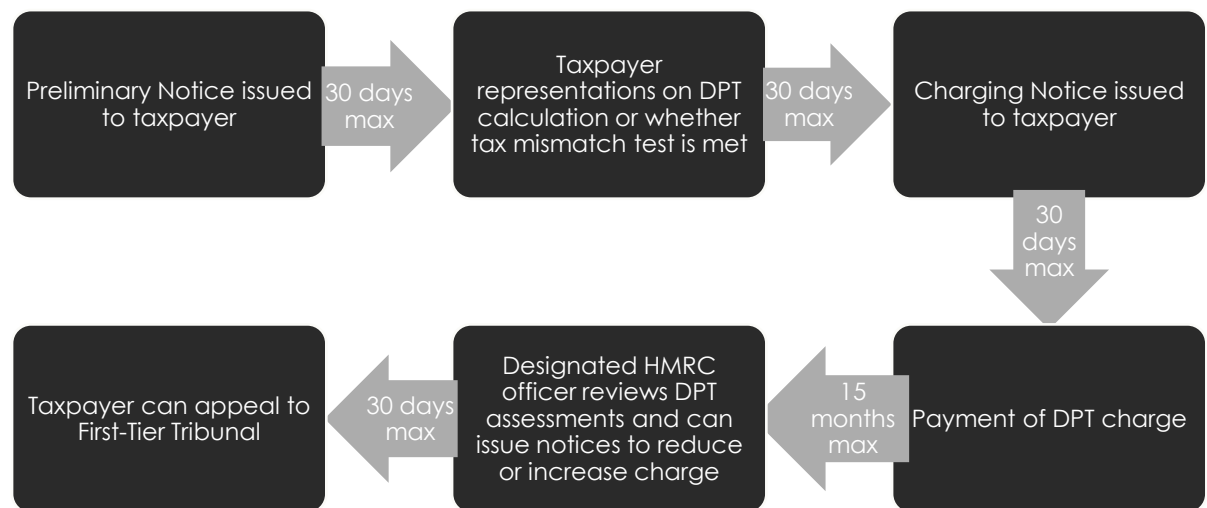 Preliminary Notice issued
to taxpayer
30 days
max
Taxpayer
representations on DPT
calculation or whether
tax mismatch test is met
30 days
max
Charging Notice issued
to taxpayer
30
days
max
Payment of DPT charge
15
months
max
Designated HMRC
officer reviews DPT
assessments and can
issue notices to reduce
or increase charge
30 days
max
Taxpayer can appeal to
First-Tier Tribunal